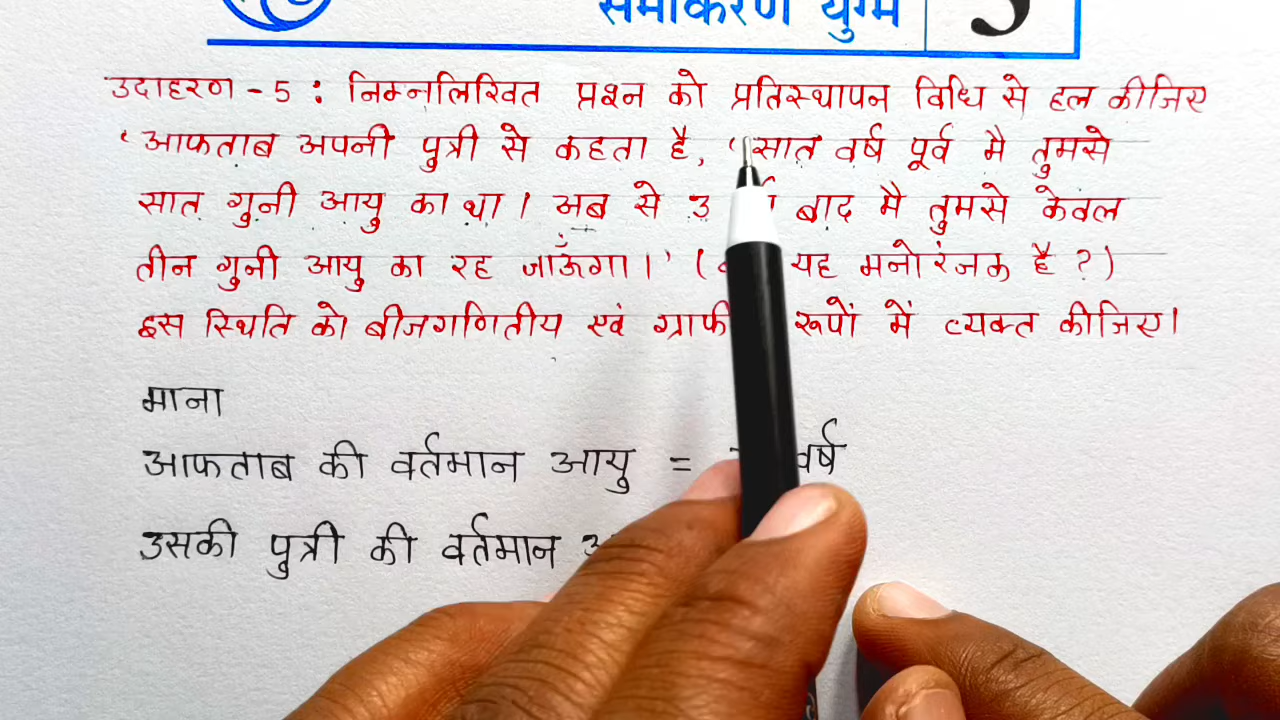 समीकरण युग्म 3
उदाहरण - 5 : निम्नलिखित प्रश्न को प्रतिस्थापन विधि से हल कीजिए
'आफताब अपनी पुत्री से कहता है, 'सात वर्ष पूर्व मै तुमसे
सात गुनी आयु का था। अब से 3 बाद मै तुमसे केवल
तीन गुनी आयु का रह जाऊँगा।' ( यह मनोरंजक है ?)
इस स्थिति को बीजगणितीय एवं रूपों में व्यक्त कीजिए।
माना
आफताब की वर्तमान आयु = वर्ष
उसकी पुत्री की वर्तमान